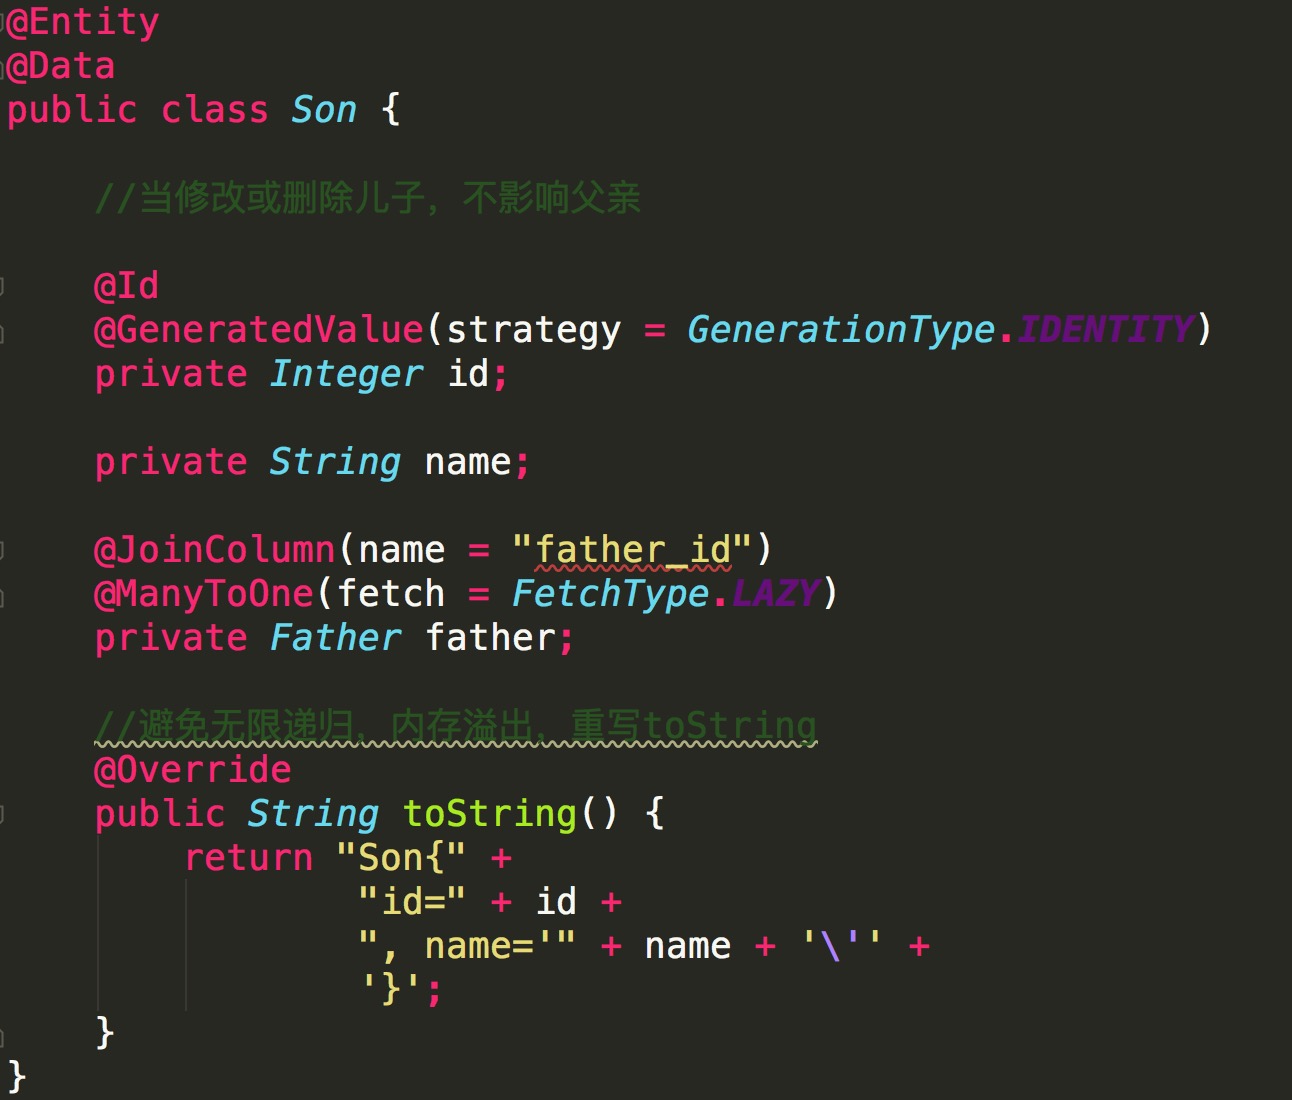 @Entity
@Data
public class Son {
//当修改或删除儿子，不影响父亲
@Id
@GeneratedValue(strategy = GenerationType.IDENTITY)
private Integer id;
private String name;
@JoinColumn(name = "father_id")
@ManyToOne(fetch = FetchType.LAZY)
private Father father;
//避免无限递归，内存溢出，重写toString
@Override
public String toString() {
return "Son{" +
"id=" + id +
", name='" + name + '\'' +
'}';
}
}